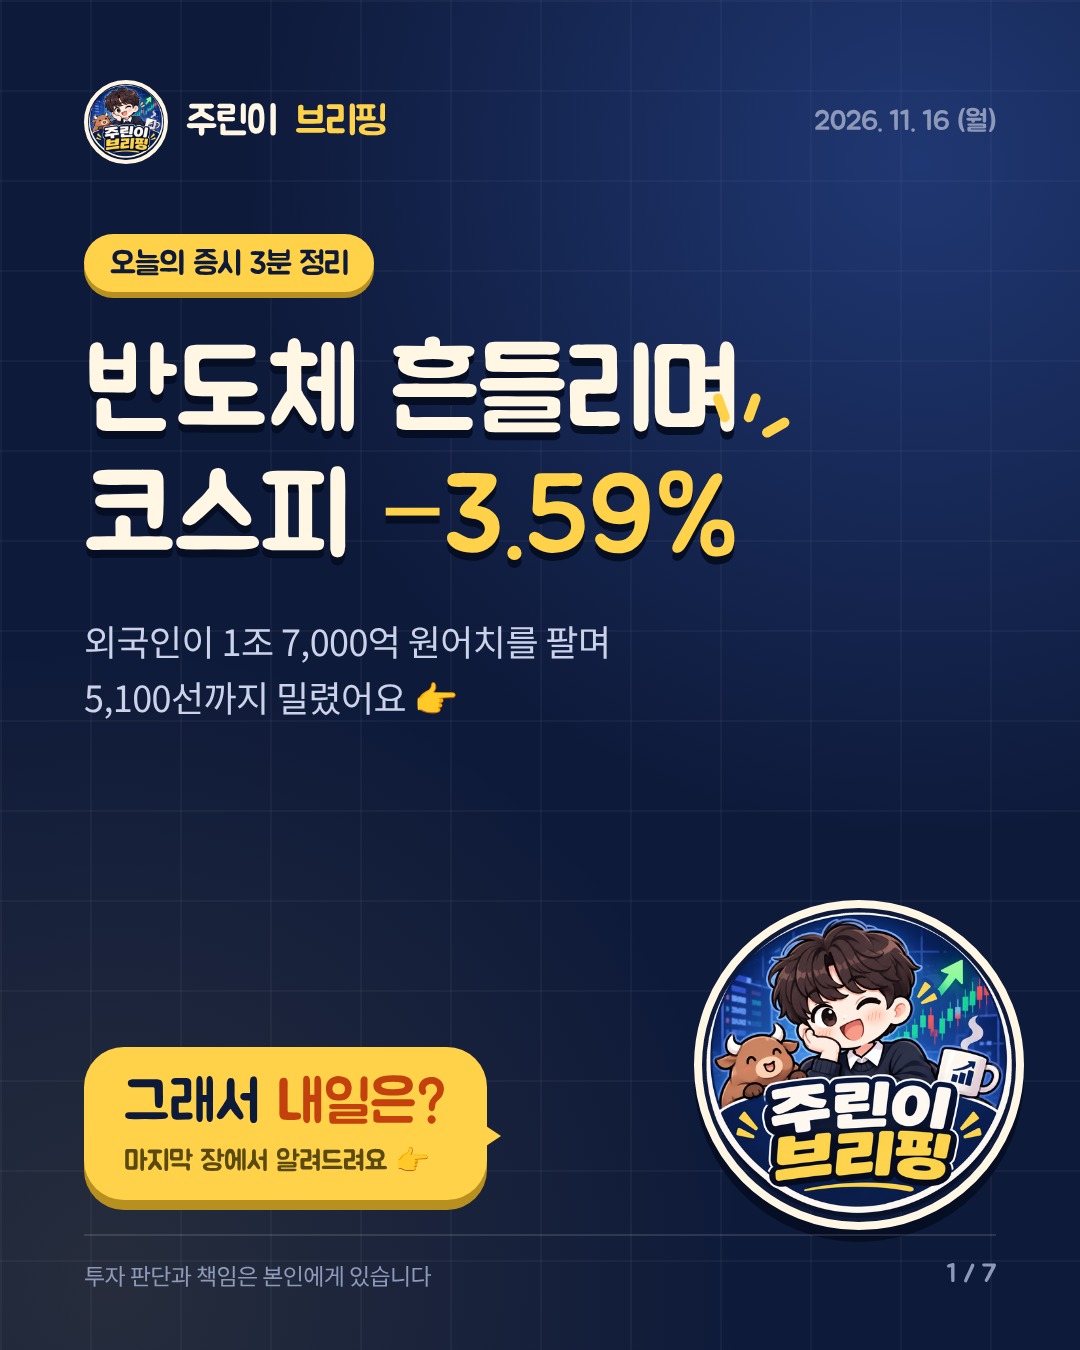 주린이 브리핑
2026. 11. 16 (월)
주린이
브리핑
오늘의 증시 3분 정리
반도체 흔들리며
코스피 −3.59%
외국인이 1조 7,000억 원어치를 팔며
5,100선까지 밀렸어요 👉
그래서 내일은?
마지막 장에서 알려드려요 👉
주린이
브리핑
투자 판단과 책임은 본인에게 있습니다
1 / 7